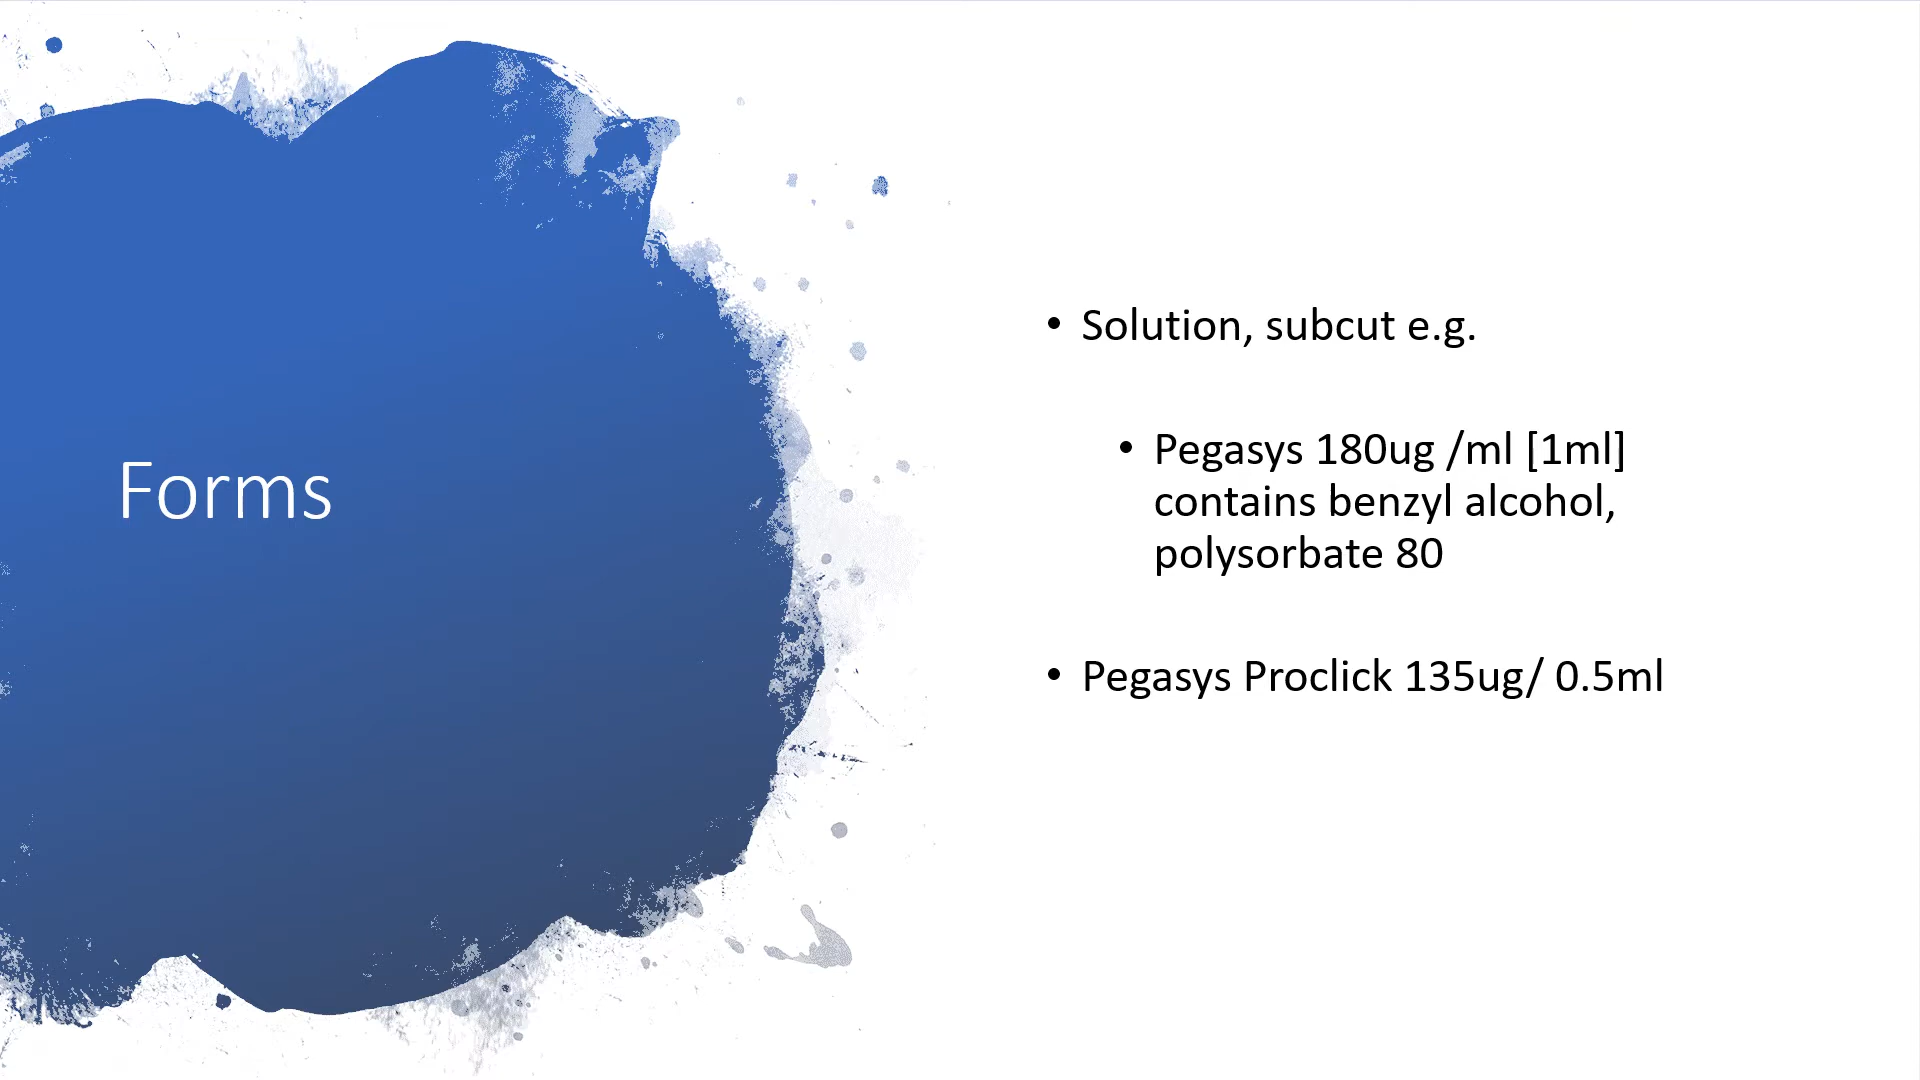 Forms
• Solution, subcut e.g.
• Pegasys 180ug /ml [1ml]
contains benzyl alcohol,
polysorbate 80
• Pegasys Proclick 135ug/ 0.5ml